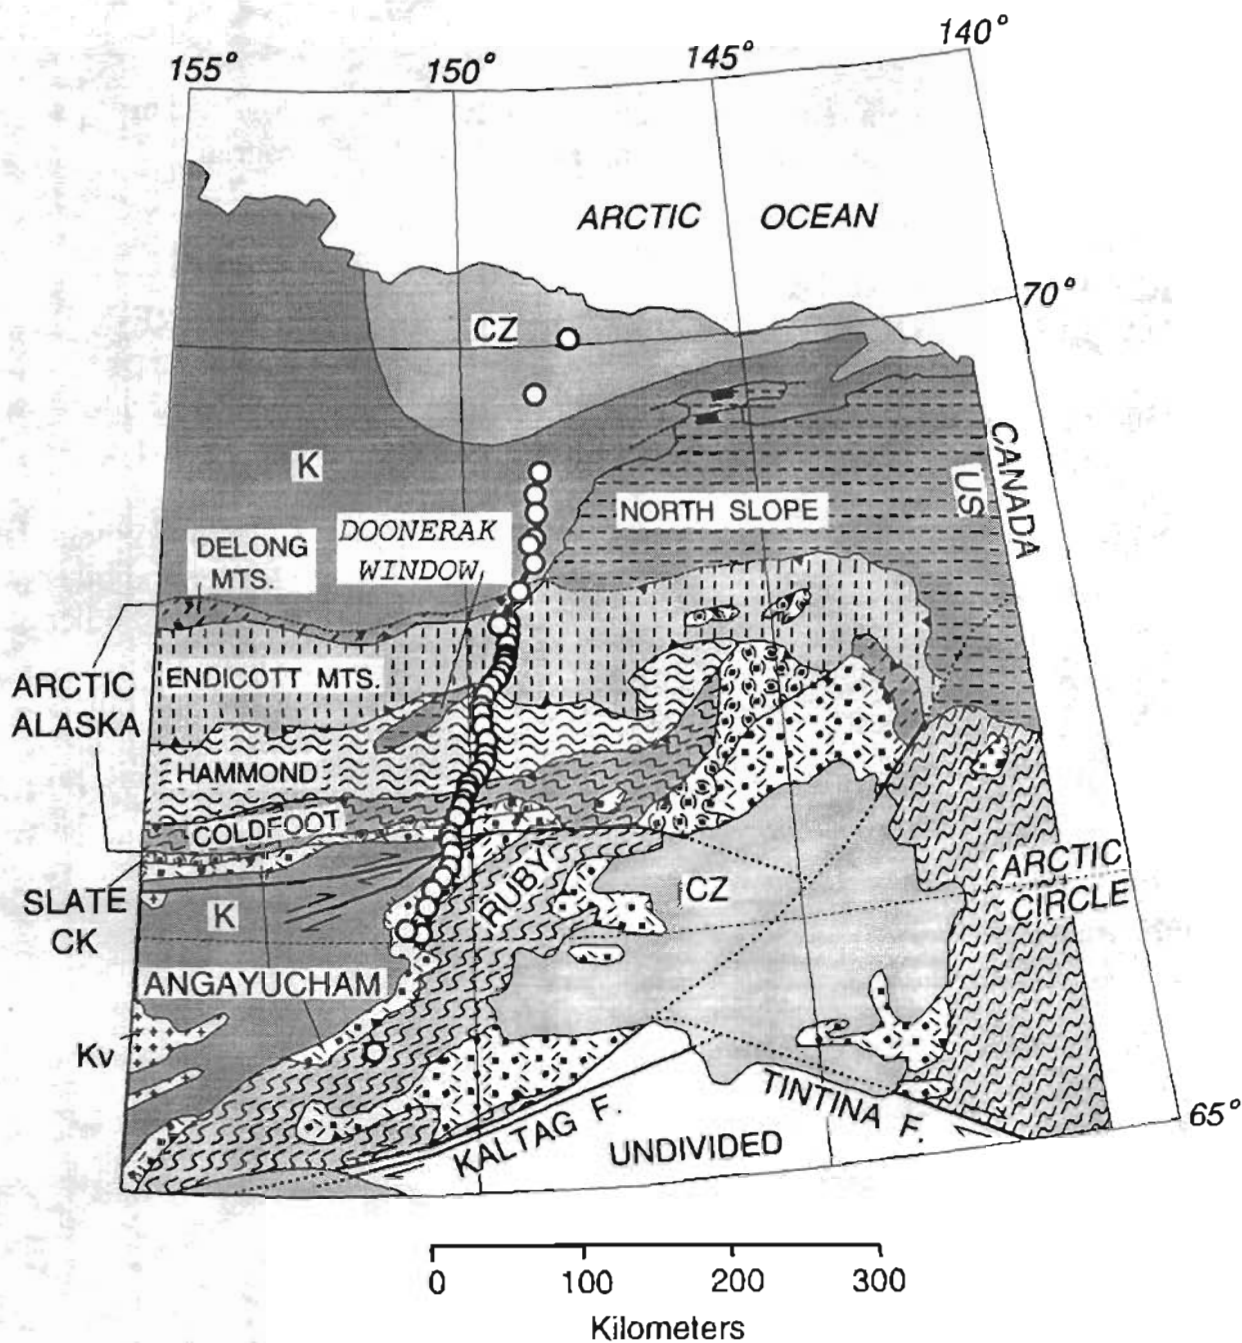 155°
150°
145°
140°
ARCTIC OCEAN
70°
CZ
CANADA
US
K
NORTH SLOPE
DELONG
MTS.
DOONERAK
WINDOW
ARCTIC
ALASKA
ENDICOTT MTS.
HAMMOND
COLDFOOT
SLATE
CK
K
RUBY
CZ
ARCTIC
CIRCLE
ANGAYUCHAM
Kv
KALTAG F.
TINTINA F.
UNDIVIDED
65°
0 100 200 300
Kilometers